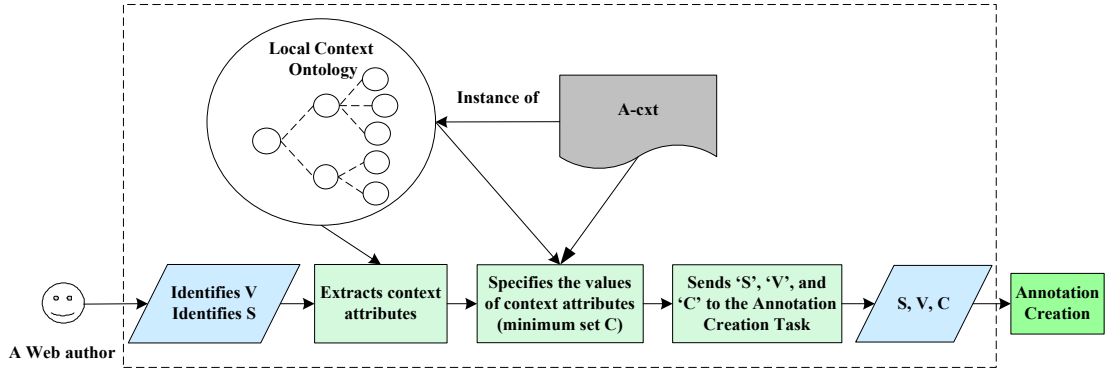 Local Context
Ontology
Instance of
A-cxt
Identifies V
Identifies S
Extracts context
attributes
Specifies the values
of context attributes
(minimum set C)
Sends ‘S’, ‘V’, and
‘C’ to the Annotation
Creation Task
S, V, C
Annotation
Creation
A Web author